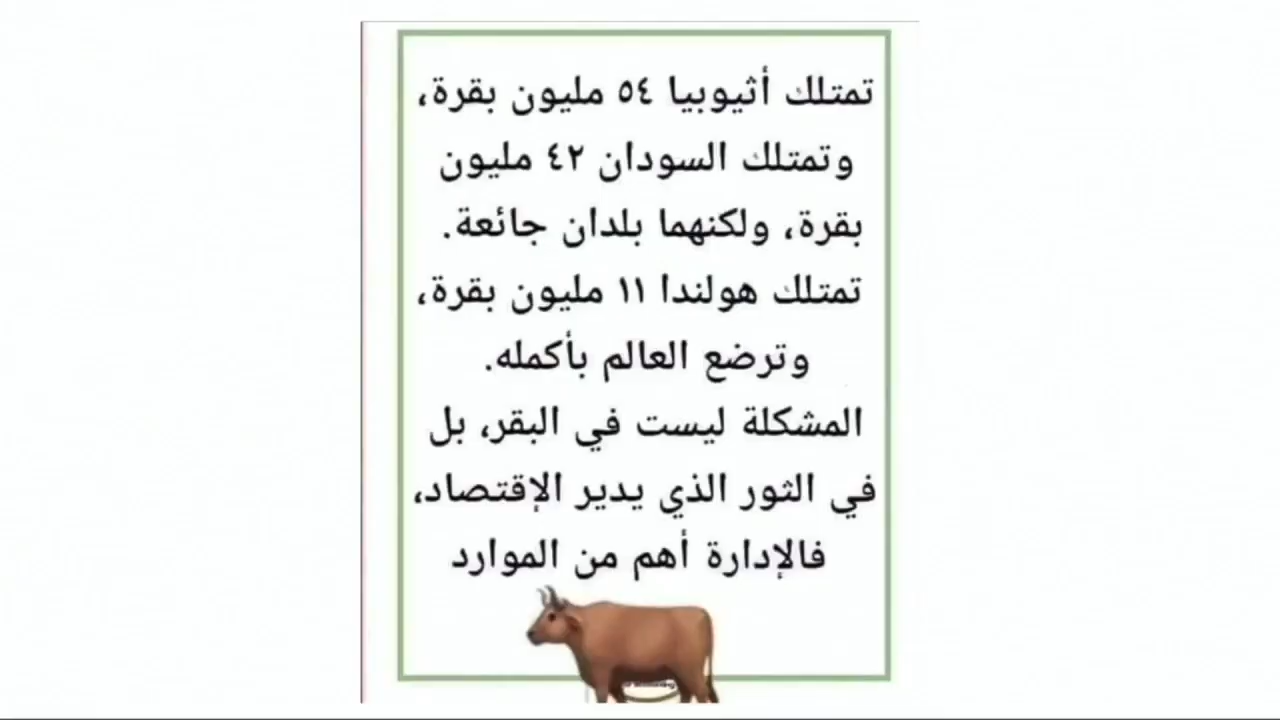 تمتلك أثيوبيا ٥٤ مليون بقرة،
وتمتلك السودان ٤٢ مليون
بقرة، ولكنهما بلدان جائعة.
تمتلك هولندا ١١ مليون بقرة،
وترضع العالم بأكمله.
المشكلة ليست في البقر، بل
في الثور الذي يدير الإقتصاد،
فالإدارة أهم من الموارد